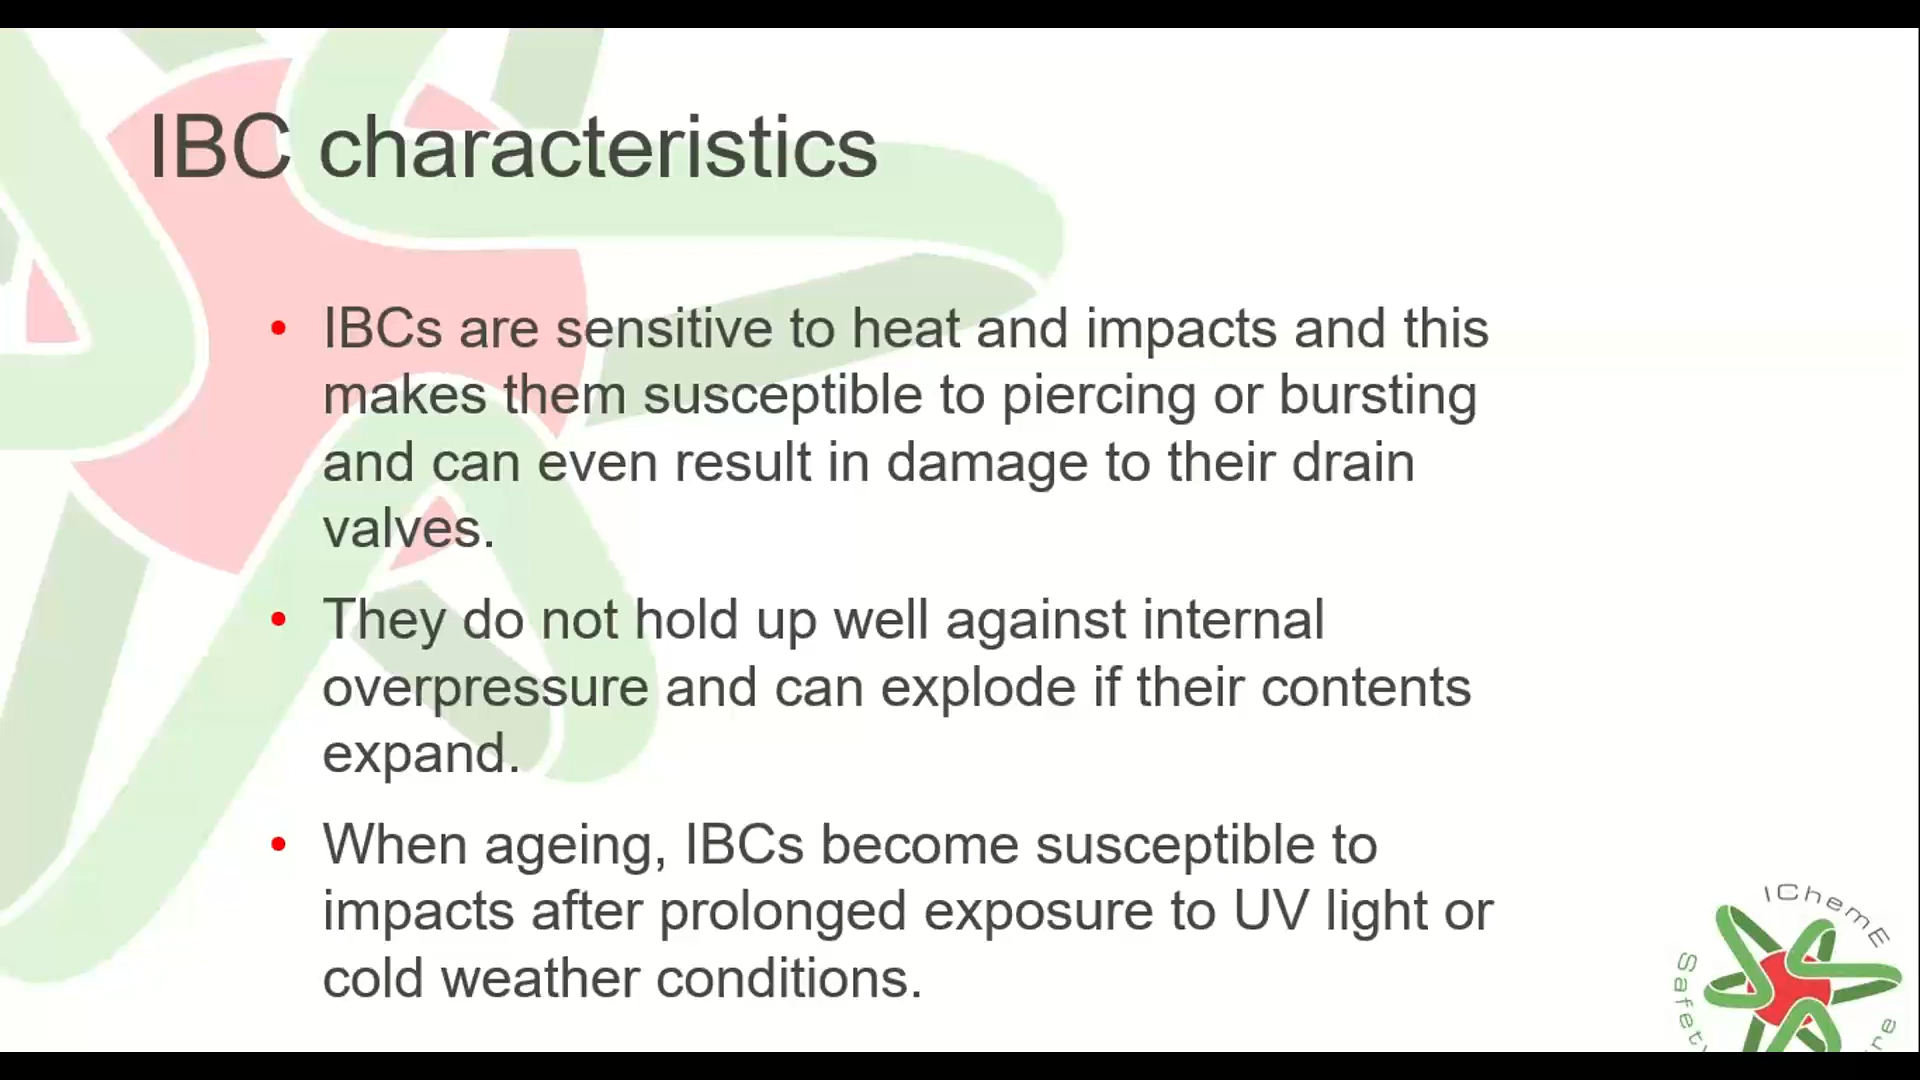 IBC characteristics
• IBCs are sensitive to heat and impacts and this
makes them susceptible to piercing or bursting
and can even result in damage to their drain
valves.
• They do not hold up well against internal
overpressure and can explode if their contents
expand.
• When ageing, IBCs become susceptible to
impacts after prolonged exposure to UV light or
cold weather conditions.
IChemE